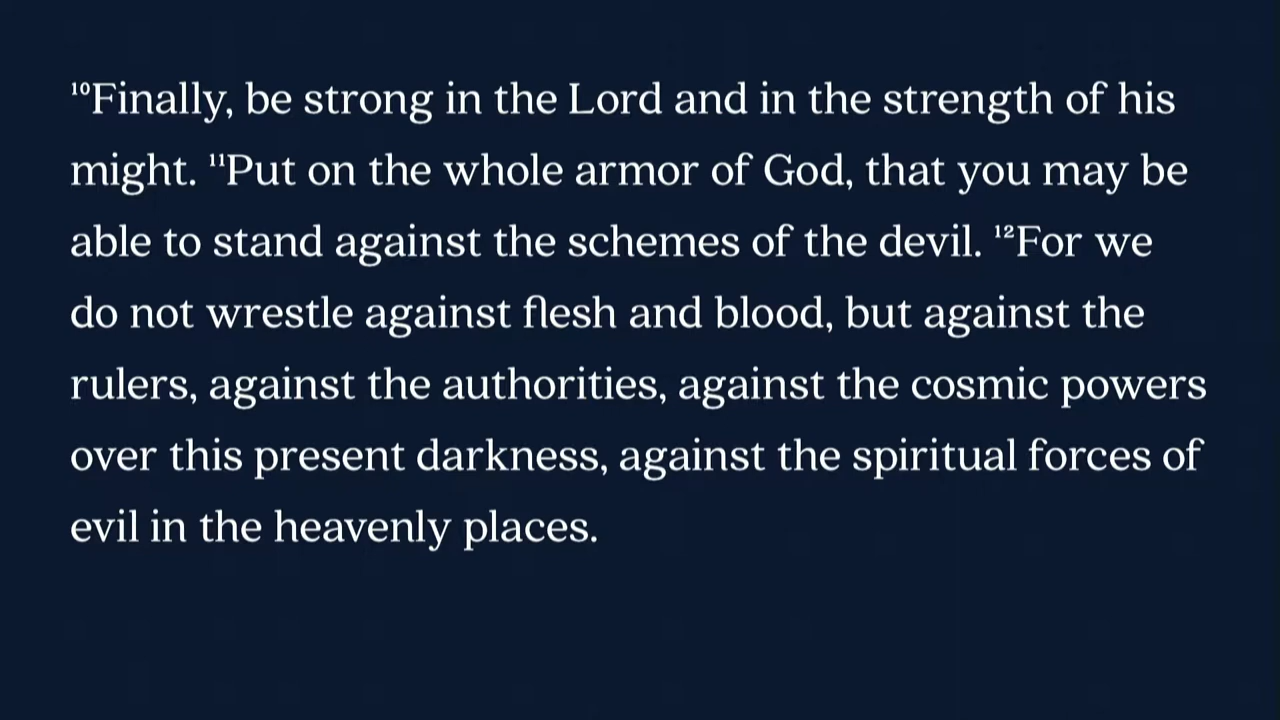 ¹⁰Finally, be strong in the Lord and in the strength of his
might. ¹¹Put on the whole armor of God, that you may be
able to stand against the schemes of the devil. ¹²For we
do not wrestle against flesh and blood, but against the
rulers, against the authorities, against the cosmic powers
over this present darkness, against the spiritual forces of
evil in the heavenly places.